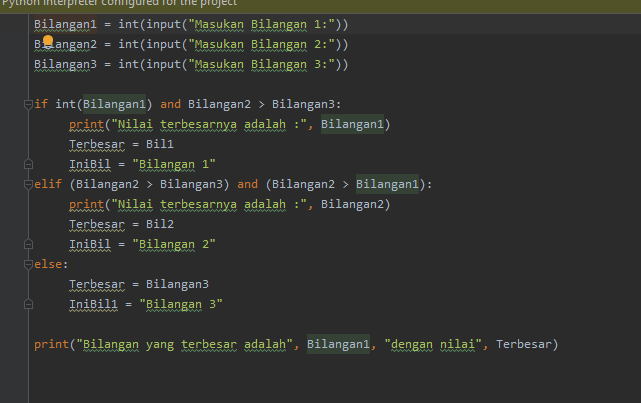 Python interpreter configured for the project
Bilangan1 = int(input("Masukan Bilangan 1:"))
Bilangan2 = int(input("Masukan Bilangan 2:"))
Bilangan3 = int(input("Masukan Bilangan 3:"))
if int(Bilangan1) and Bilangan2 > Bilangan3:
print("Nilai terbesarnya adalah :", Bilangan1)
Terbesar = Bil1
IniBil = "Bilangan 1"
elif (Bilangan2 > Bilangan3) and (Bilangan2 > Bilangan1):
print("Nilai terbesarnya adalah :", Bilangan2)
Terbesar = Bil2
IniBil = "Bilangan 2"
else:
Terbesar = Bilangan3
IniBil1 = "Bilangan 3"
print("Bilangan yang terbesar adalah", Bilangan1, "dengan nilai", Terbesar)